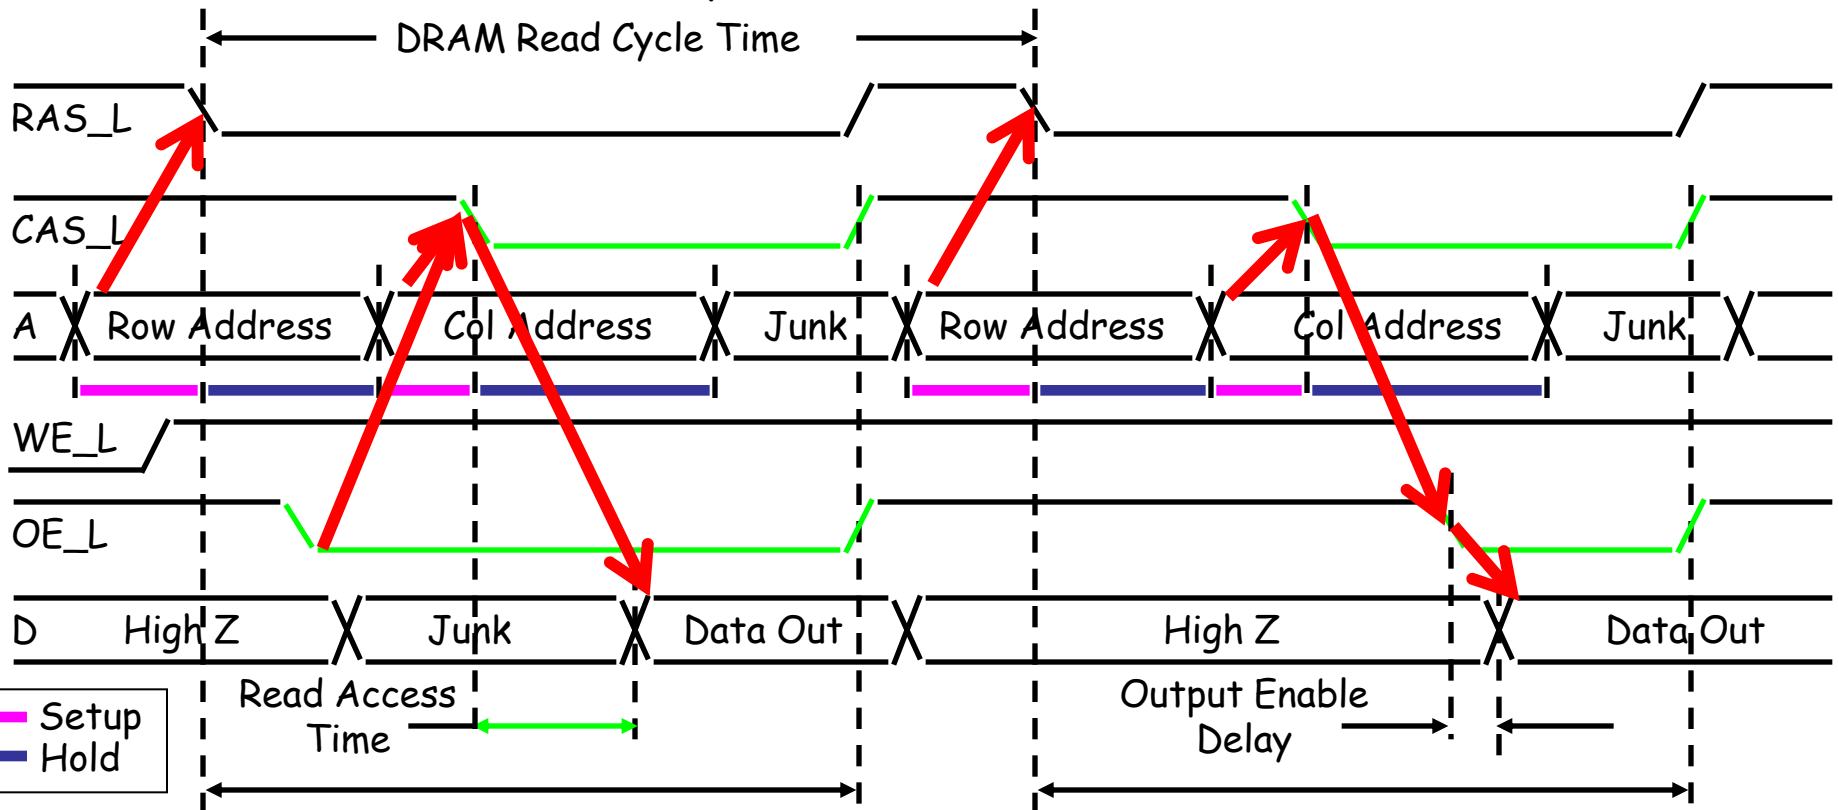 DRAM Read Cycle Time
RAS_L
CAS_L
A Row Address Col Address Junk Row Address Col Address Junk
WE_L
OE_L
D High Z Junk Data Out High Z Data Out
Read Access
Time
Output Enable
Delay
Setup
Hold